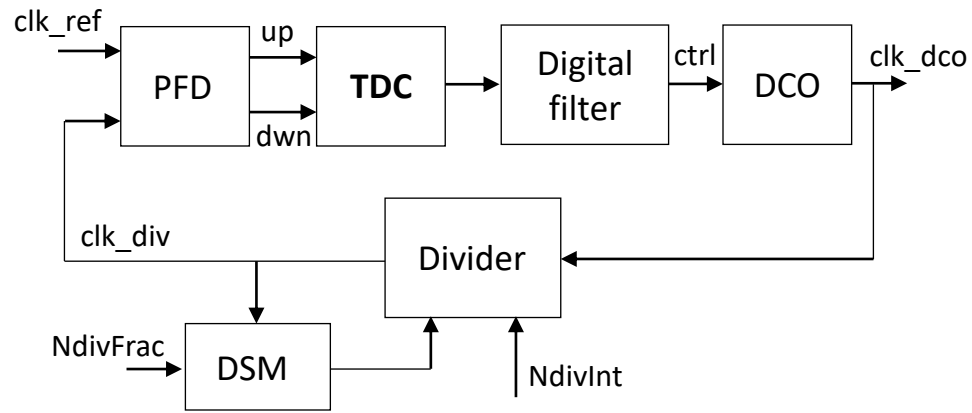 clk_ref
up
PFD
dwn
TDC
Digital
filter
ctrl
DCO
clk_dco
clk_div
Divider
NdivFrac
DSM
NdivInt